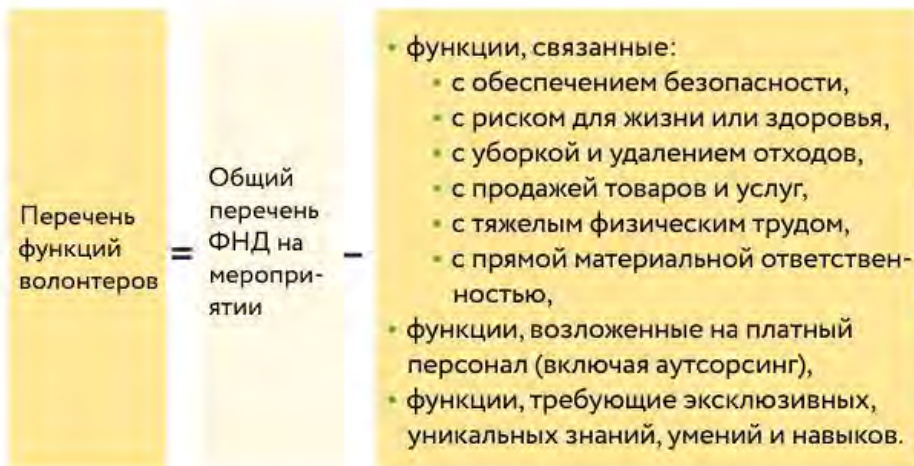 Перечень
функций
волонтеров
=
Общий
перечень
ФНД на
меропри-
ятии
–
• функции, связанные:
• с обеспечением безопасности,
• с риском для жизни или здоровья,
• с уборкой и удалением отходов,
• с продажей товаров и услуг,
• с тяжелым физическим трудом,
• с прямой материальной ответствен-
ностью,
• функции, возложенные на платный
персонал (включая аутсорсинг),
• функции, требующие эксклюзивных,
уникальных знаний, умений и навыков.